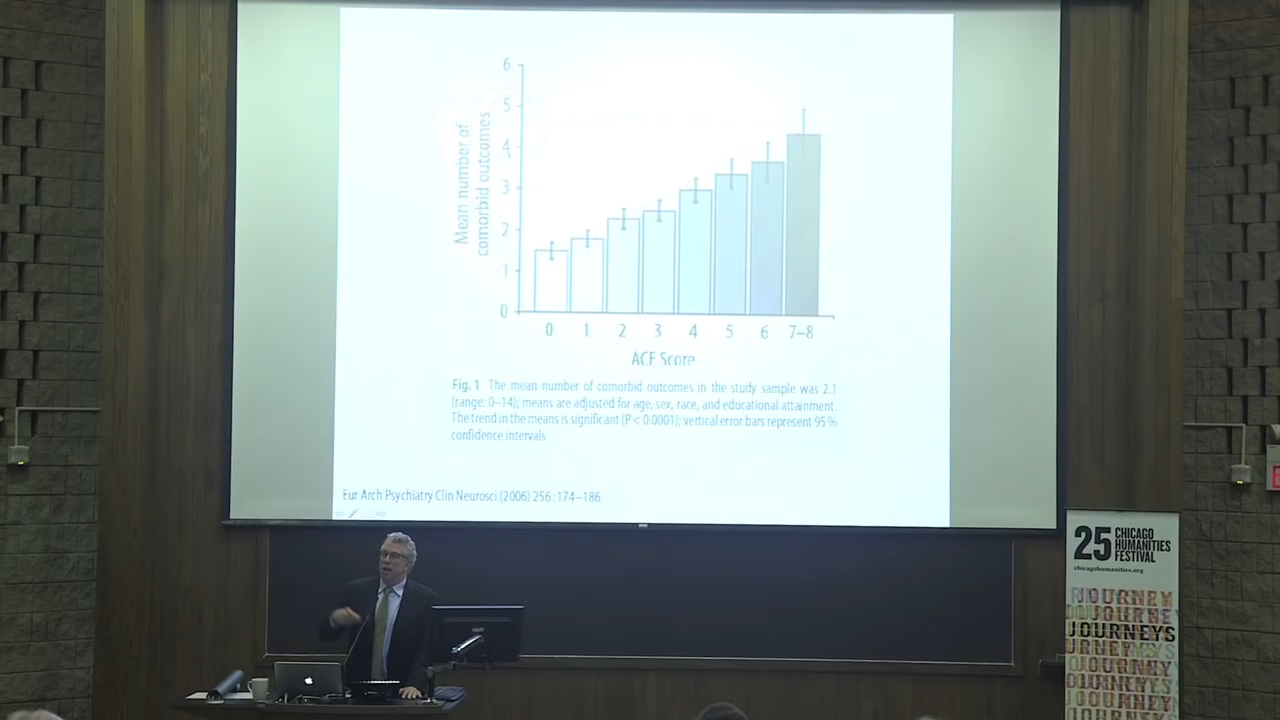 6
5
4
3
2
1
0
Mean number of
comorbid outcomes
0 1 2 3 4 5 6 7–8
ACE Score
Fig. 1 The mean number of comorbid outcomes in the study sample was 2.1
(range: 0–14); means are adjusted for age, sex, race, and educational attainment.
The trend in the means is significant (P < 0.0001); vertical error bars represent 95 %
confidence intervals
Eur Arch Psychiatry Clin Neurosci (2006) 256:174–186
25 CHICAGO
HUMANITIES
FESTIVAL
chicagohumanities.org
JOURNEYS
JOURNEY